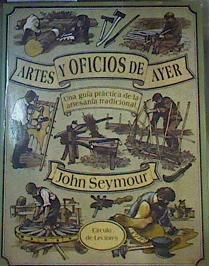 ARTES Y OFICIOS DE AYER
Una guía práctica de la
artesanía tradicional
John Seymour
Círculo
de Lectores